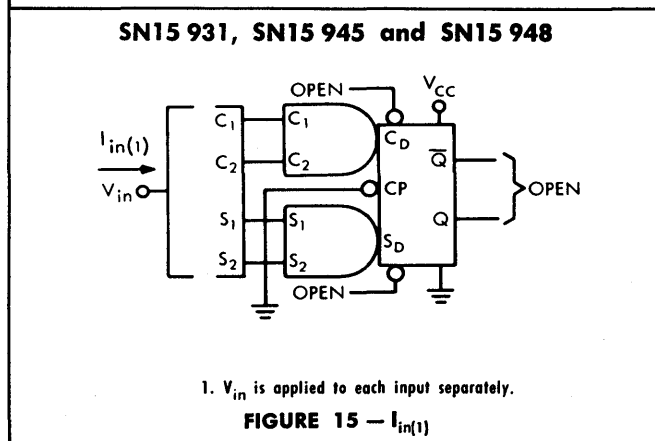 SN15 931, SN15 945 and SN15 948
OPEN
VCC
Iin(1)
Vin
C1
C2
S1
S2
C1
C2
S1
S2
CD
CP
SD
Q̅
Q
OPEN
OPEN
1. Vin is applied to each input separately.
FIGURE 15 — Iin(1)